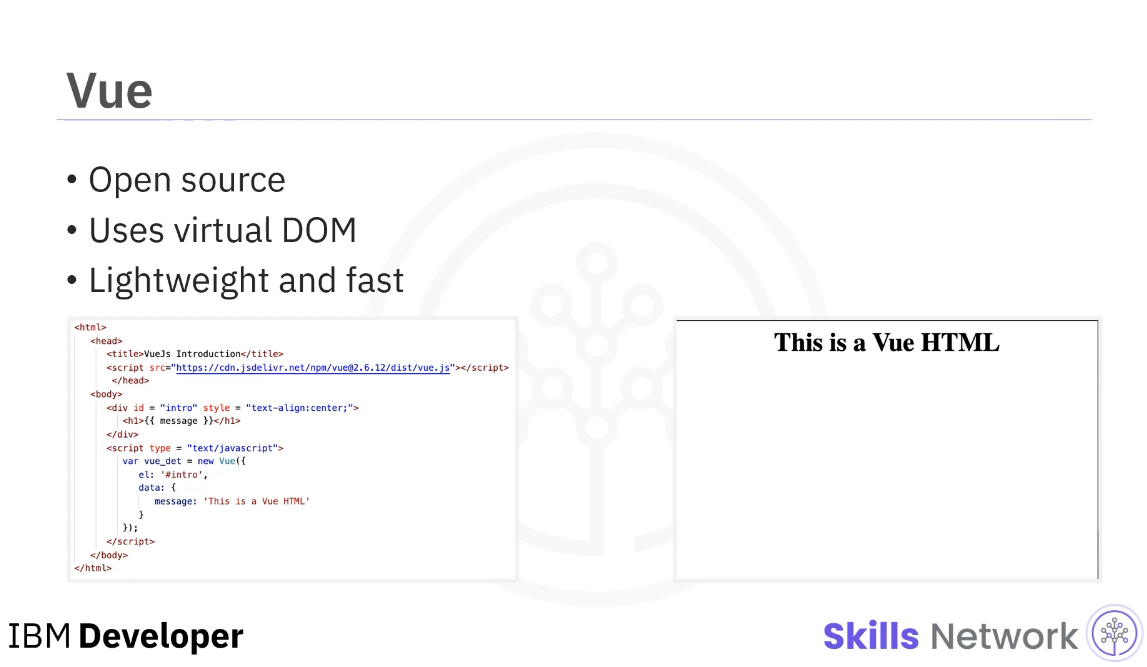 Vue
• Open source
• Uses virtual DOM
• Lightweight and fast
<html>
<head>
<title>VueJs Introduction</title>
<script src="https://cdn.jsdelivr.net/npm/vue@2.6.12/dist/vue.js"></script>
</head>
<body>
<div id = "intro" style = "text-align:center;">
<h1>{{ message }}</h1>
</div>
<script type = "text/javascript">
var vue_det = new Vue({
el: '#intro',
data: {
message: 'This is a Vue HTML'
}
});
</script>
</body>
</html>
This is a Vue HTML
IBM Developer
Skills Network